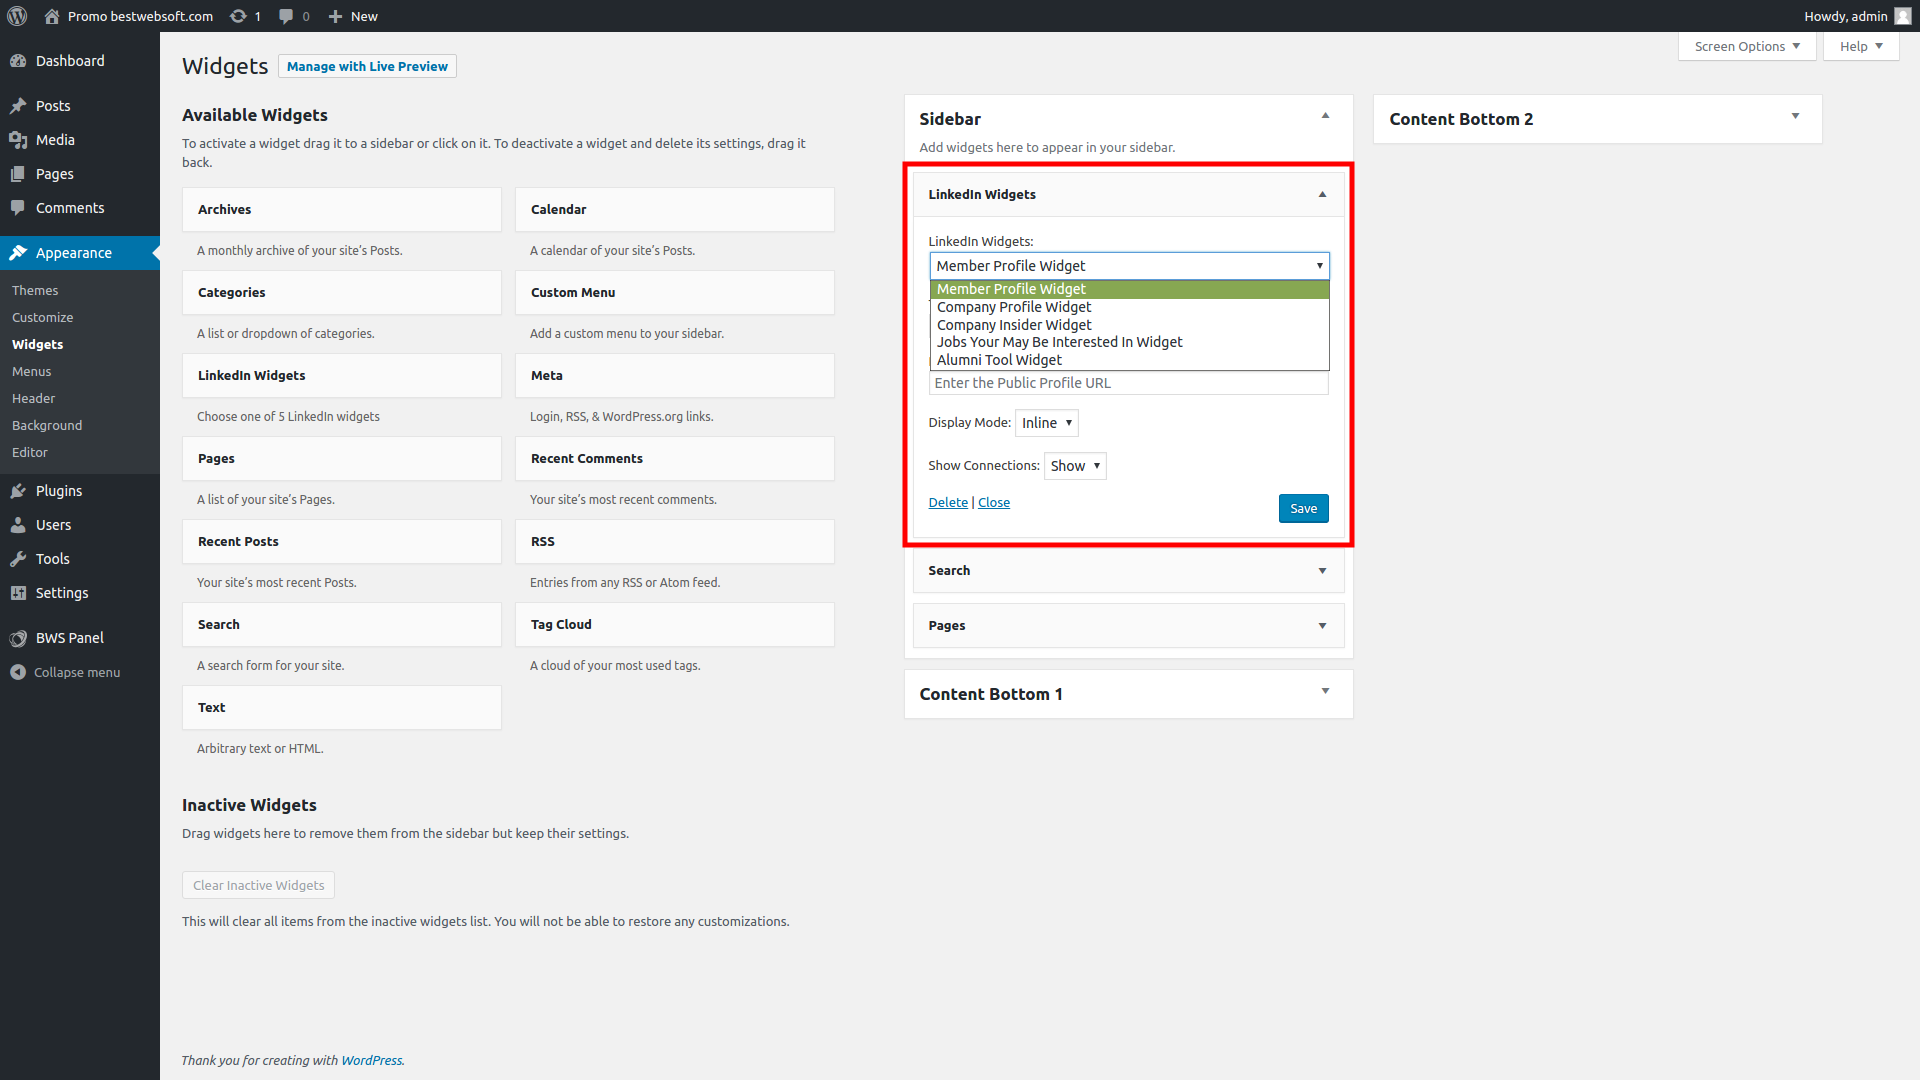 Promo bestwebsoft.com 1 0 New
Howdy, admin
Screen Options
Help
Dashboard
Posts
Media
Pages
Comments
Appearance
Themes
Customize
Widgets
Menus
Header
Background
Editor
Plugins
Users
Tools
Settings
BWS Panel
Collapse menu
Widgets
Manage with Live Preview
Available Widgets
To activate a widget drag it to a sidebar or click on it. To deactivate a widget and delete its settings, drag it
back.
Archives
A monthly archive of your site’s Posts.
Calendar
A calendar of your site’s Posts.
Categories
A list or dropdown of categories.
Custom Menu
Add a custom menu to your sidebar.
LinkedIn Widgets
Choose one of 5 LinkedIn widgets
Meta
Login, RSS, & WordPress.org links.
Pages
A list of your site’s Pages.
Recent Comments
Your site’s most recent comments.
Recent Posts
Your site’s most recent Posts.
RSS
Entries from any RSS or Atom feed.
Search
A search form for your site.
Tag Cloud
A cloud of your most used tags.
Text
Arbitrary text or HTML.
Inactive Widgets
Drag widgets here to remove them from the sidebar but keep their settings.
Clear Inactive Widgets
This will clear all items from the inactive widgets list. You will not be able to restore any customizations.
Sidebar
Add widgets here to appear in your sidebar.
LinkedIn Widgets
LinkedIn Widgets:
Member Profile Widget
Member Profile Widget
Company Profile Widget
Company Insider Widget
Jobs Your May Be Interested In Widget
Alumni Tool Widget
Enter the Public Profile URL
Display Mode: Inline
Show Connections: Show
Delete | Close
Save
Search
Pages
Content Bottom 1
Content Bottom 2
Thank you for creating with WordPress.